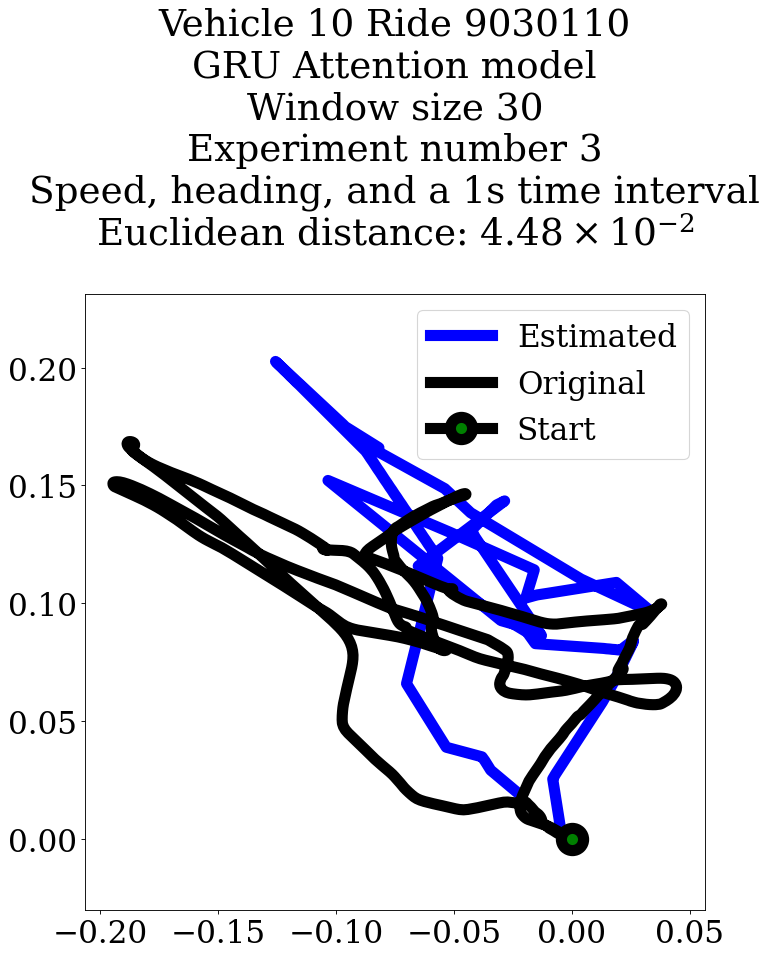 Vehicle 10 Ride 9030110
GRU Attention model
Window size 30
Experiment number 3
Speed, heading, and a 1s time interval
Euclidean distance: 4.48 × 10⁻²
Estimated
Original
Start
0.20
0.15
0.10
0.05
0.00
−0.20 −0.15 −0.10 −0.05 0.00 0.05